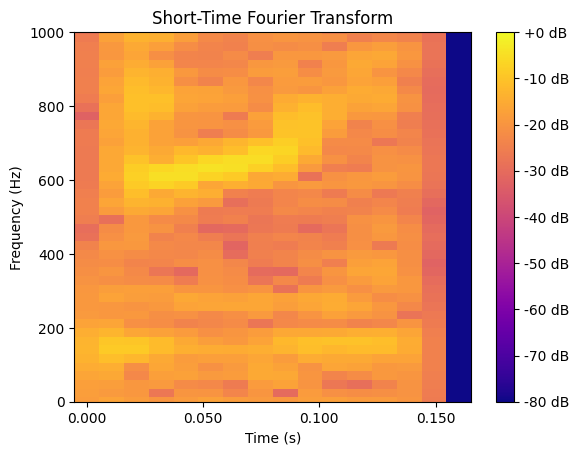 Short-Time Fourier Transform
1000
800
600
400
200
0
Frequency (Hz)
0.000
0.050
0.100
0.150
Time (s)
+0 dB
-10 dB
-20 dB
-30 dB
-40 dB
-50 dB
-60 dB
-70 dB
-80 dB